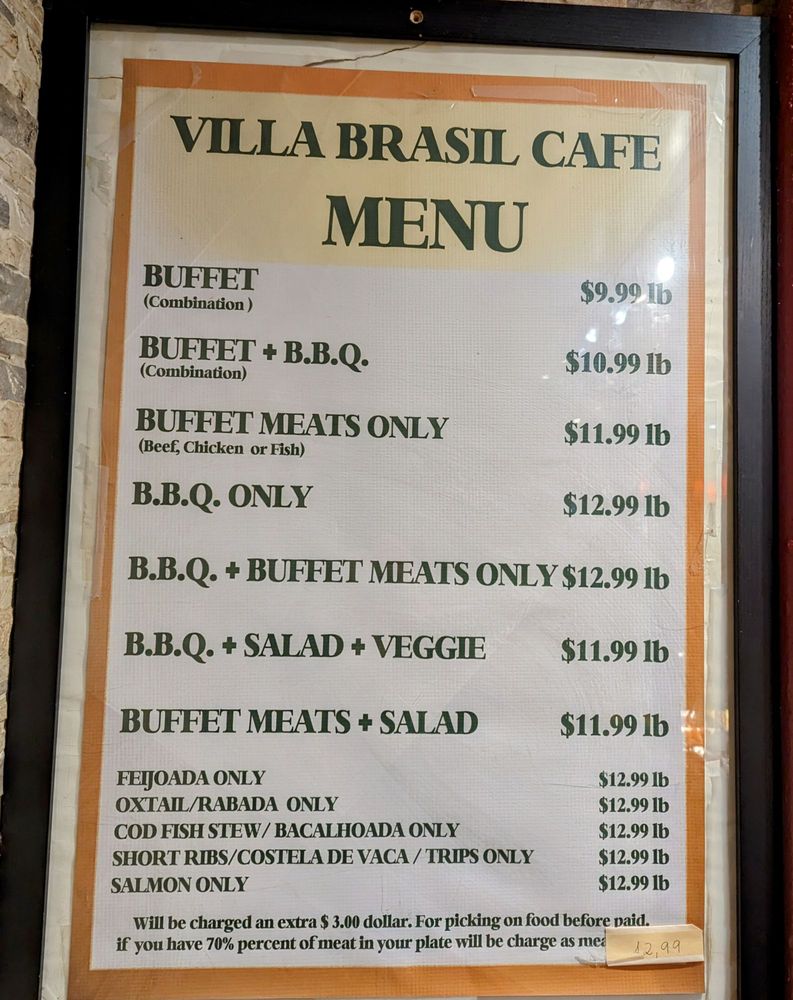 VILLA BRASIL CAFE
MENU
BUFFET $9.99 lb
(Combination )
BUFFET + B.B.Q. $10.99 lb
(Combination)
BUFFET MEATS ONLY $11.99 lb
(Beef, Chicken or Fish)
B.B.Q. ONLY $12.99 lb
B.B.Q. + BUFFET MEATS ONLY $12.99 lb
B.B.Q. + SALAD + VEGGIE $11.99 lb
BUFFET MEATS + SALAD $11.99 lb
FEIJOADA ONLY $12.99 lb
OXTAIL/RABADA ONLY $12.99 lb
COD FISH STEW/ BACALHOADA ONLY $12.99 lb
SHORT RIBS/COSTELA DE VACA / TRIPS ONLY $12.99 lb
SALMON ONLY $12.99 lb
Will be charged an extra $ 3.00 dollar. For picking on food before paid.
if you have 70% percent of meat in your plate will be charge as